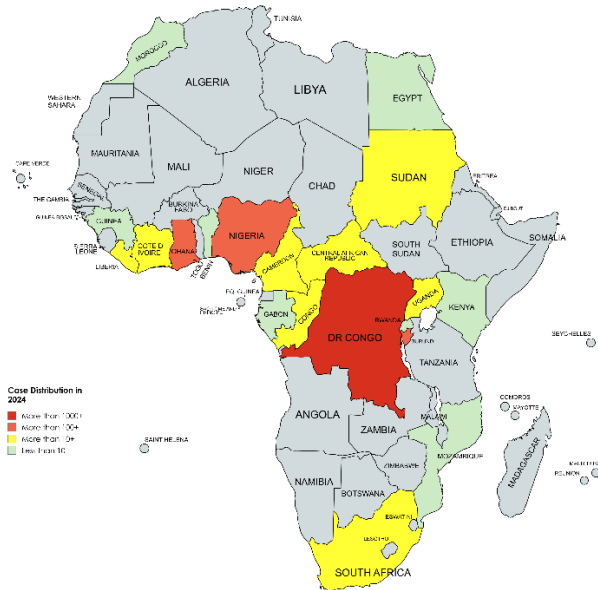 TUNISIA
MOROCCO
ALGERIA
LIBYA
EGYPT
WESTERN
SAHARA
MAURITANIA
MALI
NIGER
CHAD
SUDAN
ERITREA
CAPE VERDE
SENEGAL
THE GAMBIA
GUINEA BISSAU
GUINEA
SIERRA
LEONE
LIBERIA
COTE D
IVOIRE
BURKINA
FASO
GHANA
TOGO
BENIN
NIGERIA
CAMEROON
CENTRAL AFRICAN
REPUBLIC
SOUTH
SUDAN
ETHIOPIA
DJIBOUTI
SOMALIA
EQ. GUINEA
GABON
CONGO
DR CONGO
UGANDA
KENYA
RWANDA
BURUNDI
TANZANIA
SEYCHELLES
COMOROS
MAYOTTE
ANGOLA
ZAMBIA
MALAWI
MOZAMBIQUE
ZIMBABWE
MADAGASCAR
MAURITIUS
REUNION
SAINT HELENA
NAMIBIA
BOTSWANA
ESWATINI
LESOTHO
SOUTH AFRICA
Case Distribution in
2024
More than 1000+
More than 100+
More than 10+
Less than 10